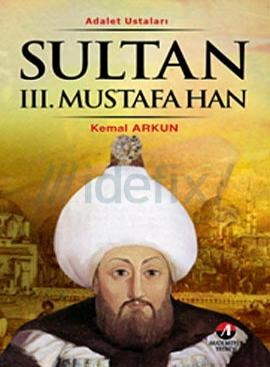 Adalet Ustaları
SULTAN
III. MUSTAFA HAN
Kemal ARKUN
idefix